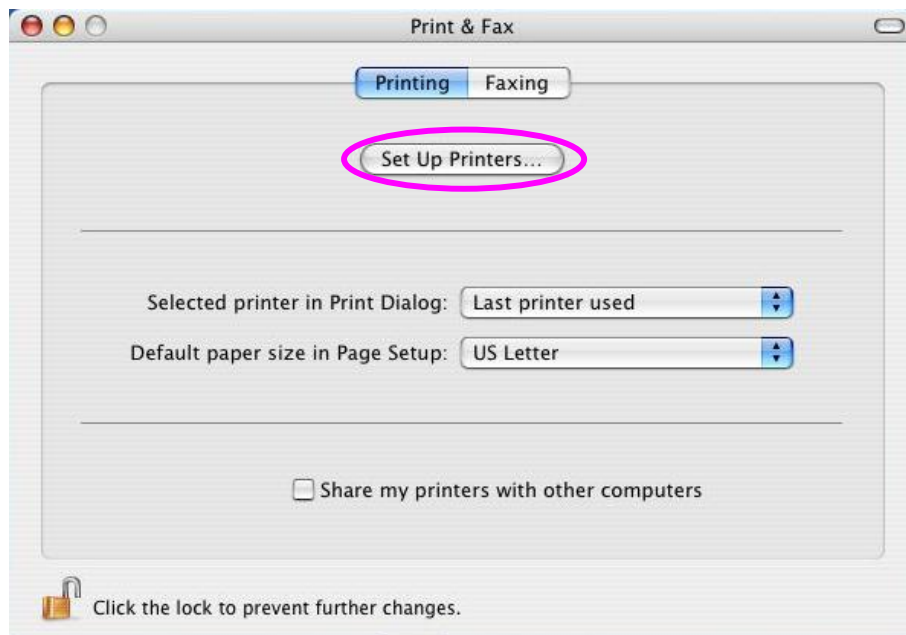 Print & Fax
Printing Faxing
Set Up Printers...
Selected printer in Print Dialog: Last printer used
Default paper size in Page Setup: US Letter
Share my printers with other computers
Click the lock to prevent further changes.